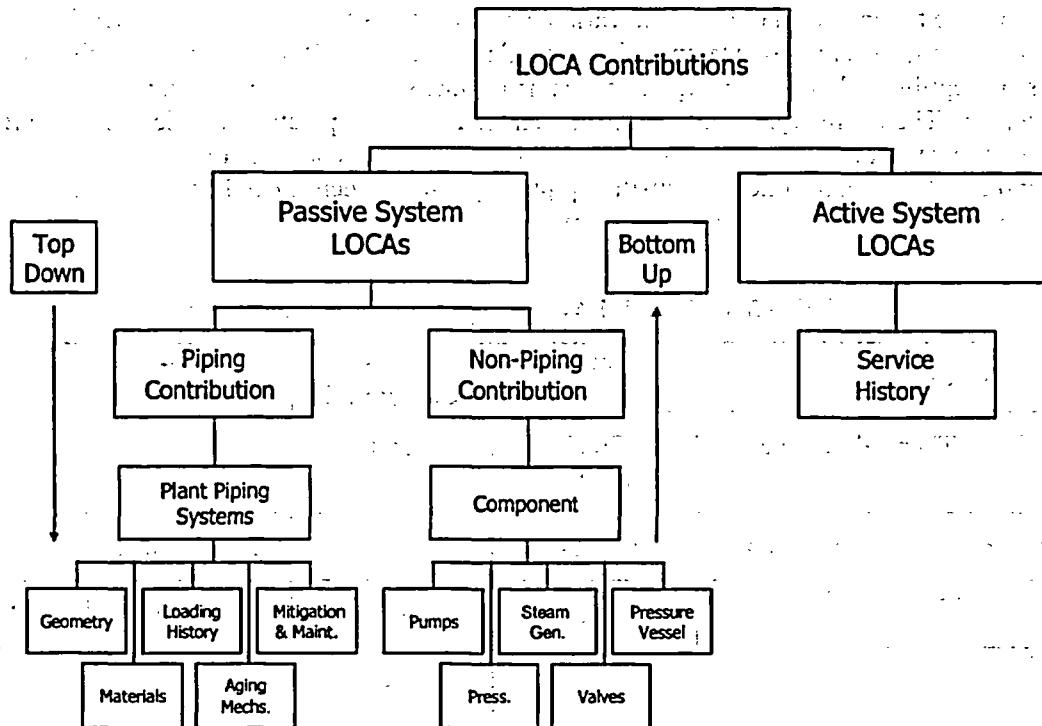 LOCA Contributions
Passive System
LOCAs
Active System
LOCAs
Top
Down
Bottom
Up
Piping
Contribution
Non-Piping
Contribution
Service
History
Plant Piping
Systems
Component
Geometry
Loading
History
Mitigation
& Maint.
Pumps
Steam
Gen.
Pressure
Vessel
Materials
Aging
Mechs.
Press.
Valves